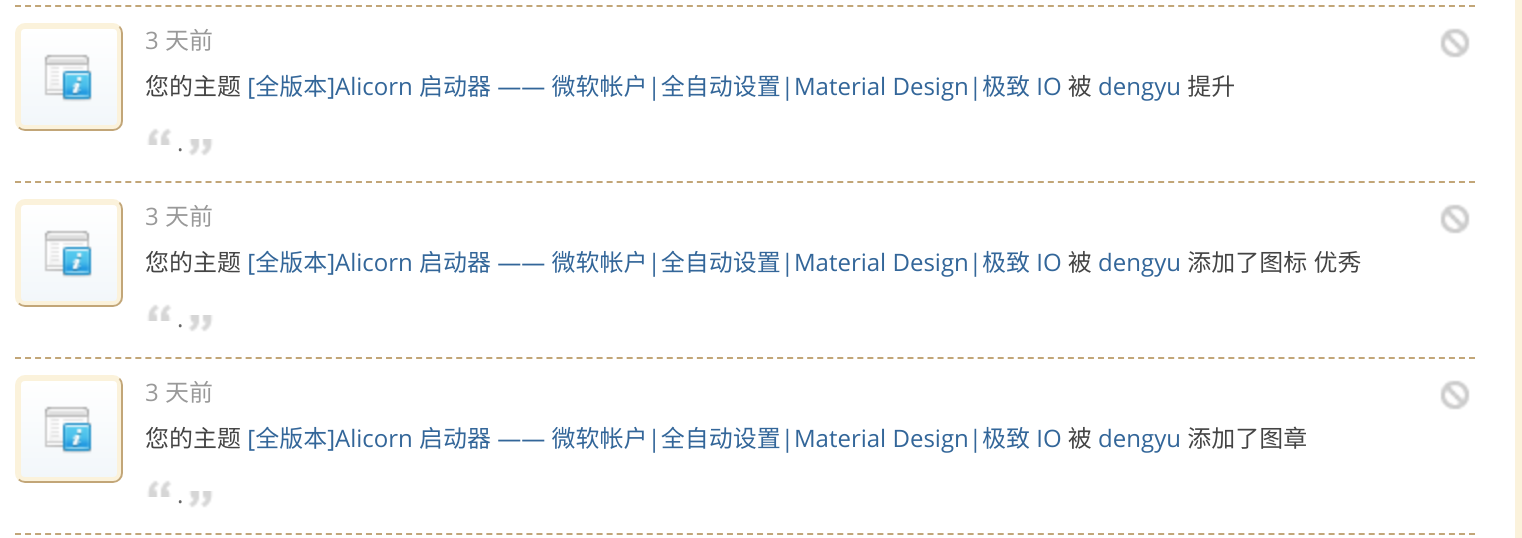 3 天前
您的主题 [全版本]Alicorn 启动器 —— 微软帐户|全自动设置|Material Design|极致 IO 被 dengyu 提升
“ . ”
3 天前
您的主题 [全版本]Alicorn 启动器 —— 微软帐户|全自动设置|Material Design|极致 IO 被 dengyu 添加了图标 优秀
“ . ”
3 天前
您的主题 [全版本]Alicorn 启动器 —— 微软帐户|全自动设置|Material Design|极致 IO 被 dengyu 添加了图章
“ . ”